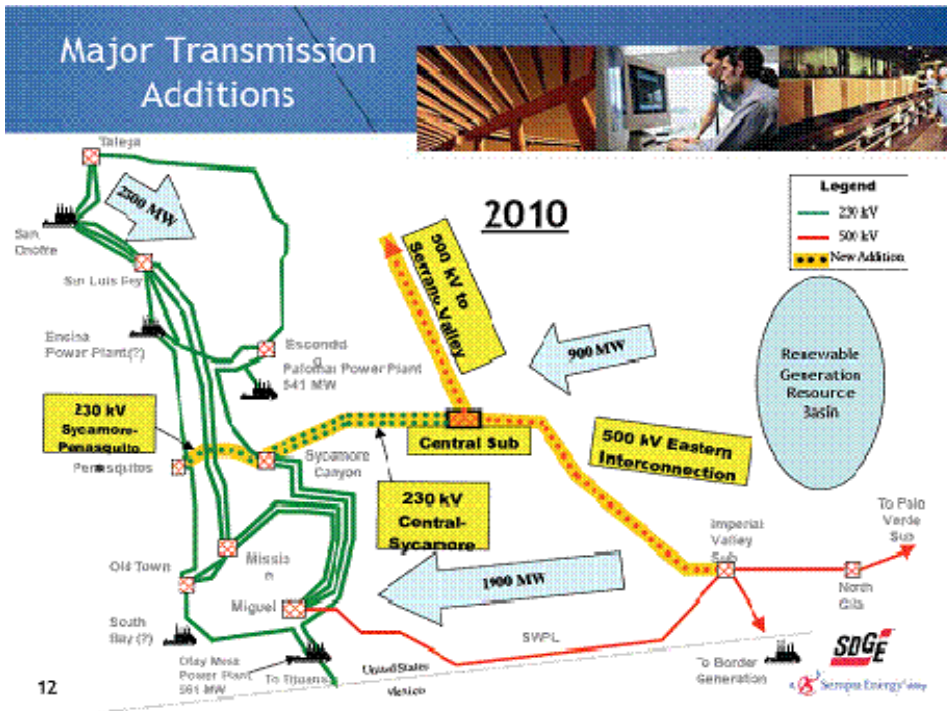 Major Transmission
Additions
Talega
2500 MW
2010
Legend
230 kV
500 kV
New Addition
San
Onofre
San Luis Rey
500 kV to
Serrano/Valley
900 MW
Renewable
Generation
Resource
Basin
Encina
Power Plant(?)
Escondid
o
Palomar Power Plant
541 MW
230 kV
Sycamore-
Penasquito
Penasquitos
Sycamore
Canyon
Central Sub
500 kV Eastern
Interconnection
230 kV
Central-
Sycamore
Imperial
Valley
Sub
To Palo
Verde
Sub
Old Town
Missio
n
1900 MW
North
Gila
Miguel
South
Bay (?)
SWPL
Otay Mesa
Power Plant
561 MW
To Tijuana
United States
Mexico
To Border
Generation
SDGE
A Sempra Energy utility
12